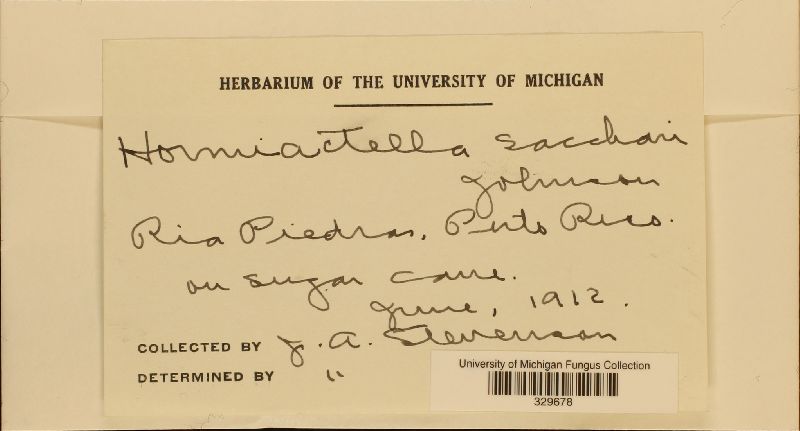 HERBARIUM OF THE UNIVERSITY OF MICHIGAN
Hormiactella sacchari
Johnson
Ria Piedras, Porto Rico.
on sugar cane.
June, 1912.
COLLECTED BY J. A. Stevenson
DETERMINED BY "
University of Michigan Fungus Collection
329678